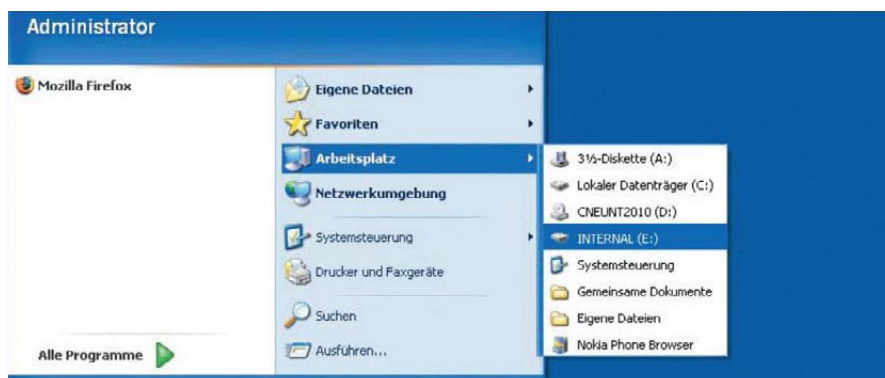 Administrator
Mozilla Firefox
Alle Programme
Eigene Dateien
Favoriten
Arbeitsplatz
Netzwerkumgebung
Systemsteuerung
Drucker und Faxgeräte
Suchen
Ausführen...
3½-Diskette (A:)
Lokaler Datenträger (C:)
CNEUNT2010 (D:)
INTERNAL (E:)
Systemsteuerung
Gemeinsame Dokumente
Eigene Dateien
Nokia Phone Browser